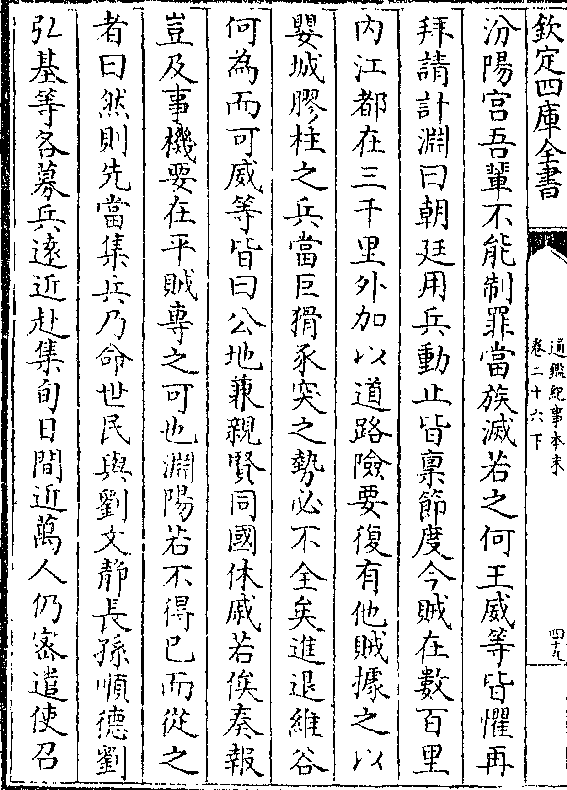 欽定四庫全書
通鑑紀事本末
卷二十六下
四十九
汾陽宮吾輩不能制罪當族滅若之何王威等皆懼再
拜請計淵曰朝廷用兵動止皆稟節度今賊在數百里
內江都在三千里外加以道路險要復有他賊據之以
嬰城膠柱之兵當巨猾豕突之勢必不全矣進退維谷
何為而可威等皆曰公地兼親賢同國休戚若俟奏報
豈及事機要在平賊專之可也淵陽若不得已而從之
者曰然則先當集兵乃命世民與劉文靜長孫順德劉
弘基等各募兵遠近赴集旬日間近萬人仍密遣使召